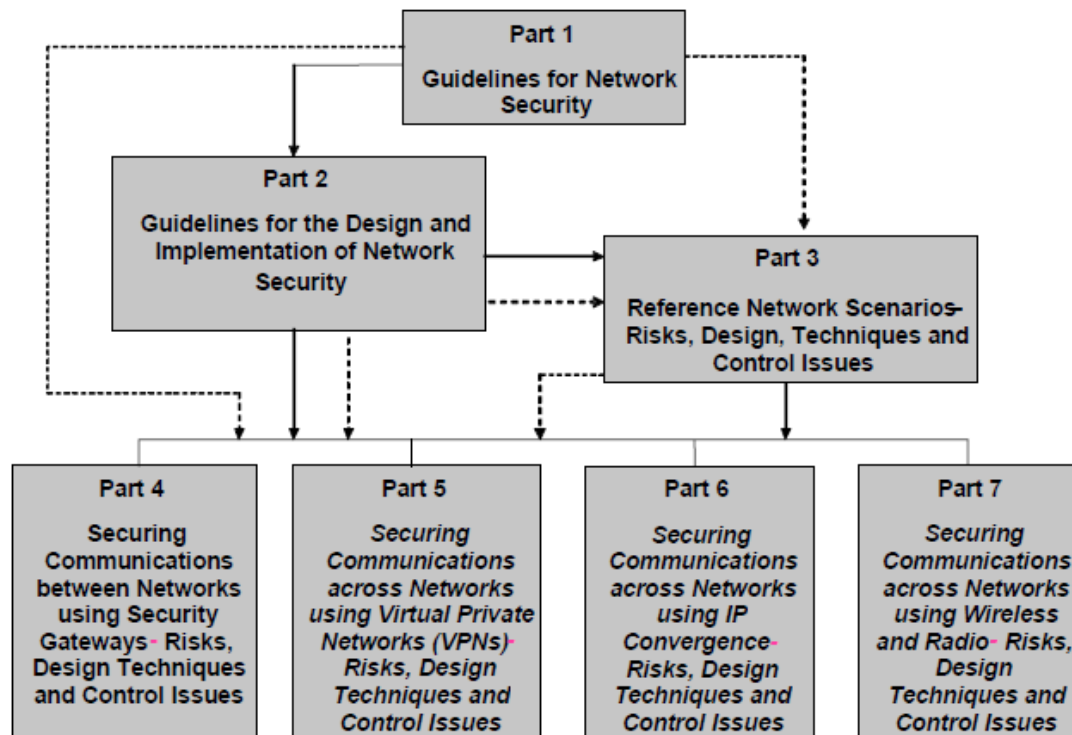 Part 1
Guidelines for Network
Security
Part 2
Guidelines for the Design and
Implementation of Network
Security
Part 3
Reference Network Scenarios-
Risks, Design, Techniques and
Control Issues
Part 4
Securing
Communications
between Networks
using Security
Gateways- Risks,
Design Techniques
and Control Issues
Part 5
Securing
Communications
across Networks
using Virtual Private
Networks (VPNs)-
Risks, Design
Techniques and
Control Issues
Part 6
Securing
Communications
across Networks
using IP
Convergence-
Risks, Design
Techniques and
Control Issues
Part 7
Securing
Communications
across Networks
using Wireless
and Radio- Risks,
Design
Techniques and
Control Issues